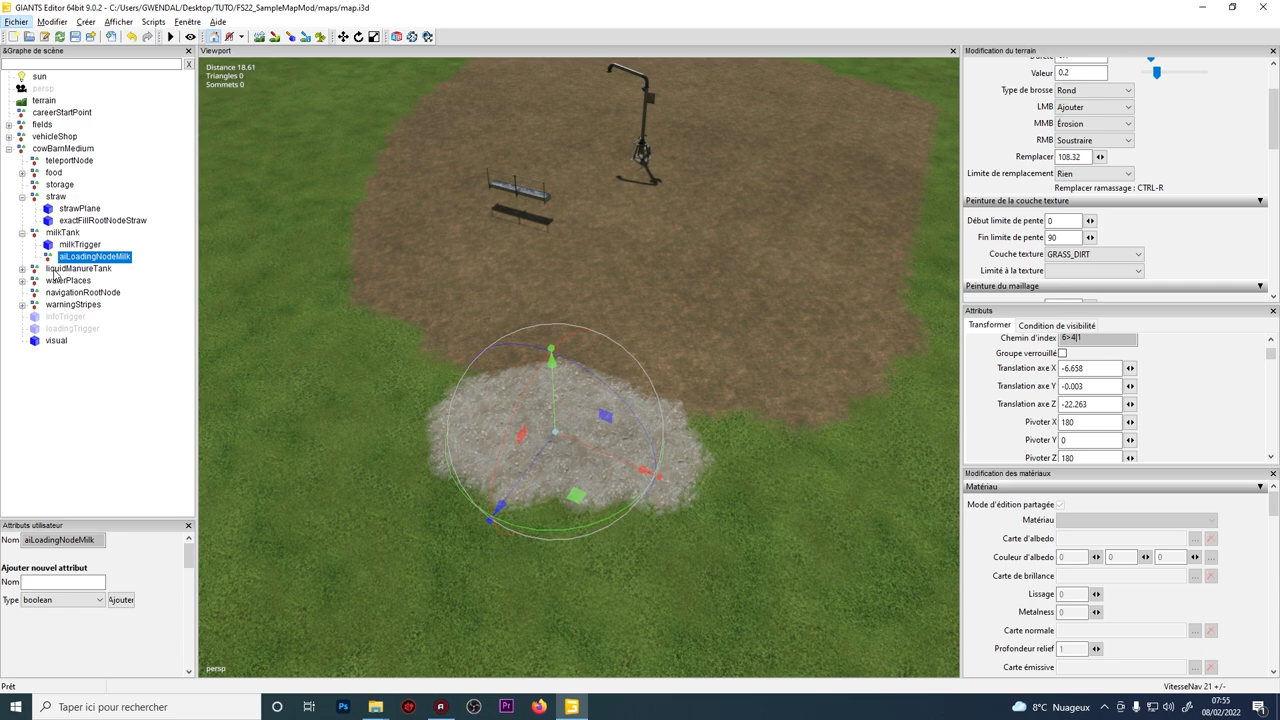 GIANTS Editor 64bit 9.0.2 - C:/Users/GWENDAL/Desktop/TUTO/FS22_SampleMapMod/maps/map.i3d
Fichier Modifier Créer Afficher Scripts Fenêtre Aide
&Graphe de scène
X
sun
persp
terrain
careerStartPoint
fields
vehicleShop
cowBarnMedium
teleportNode
food
storage
straw
strawPlane
exactFillRootNodeStraw
milkTank
milkTrigger
aiLoadingNodeMilk
liquidManureTank
waterPlaces
navigationRootNode
warningStripes
infoTrigger
loadingTrigger
visual
Attributs utilisateur
Nom aiLoadingNodeMilk
Ajouter nouvel attribut
Nom
Type boolean Ajouter
Viewport
Distance 18.61
Triangles 0
Sommets 0
persp
Modification du terrain
Valeur 0.2
Type de brosse Rond
LMB Ajouter
MMB Érosion
RMB Soustraire
Remplacer 108.32
Limite de remplacement Rien
Remplacer ramassage : CTRL-R
Peinture de la couche texture
Début limite de pente 0
Fin limite de pente 90
Couche texture GRASS_DIRT
Limité à la texture
Peinture du maillage
Attributs
Transformer Condition de visibilité
Chemin d'index 6>4|1
Groupe verrouillé
Translation axe X -6.658
Translation axe Y -0.003
Translation axe Z -22.263
Pivoter X 180
Pivoter Y 0
Pivoter Z 180
Modification des matériaux
Matériau
Mode d'édition partagée
Matériau
Carte d'albedo ...
Couleur d'albedo 0 0 0 ...
Carte de brillance ...
Lissage 0
Metalness 0
Carte normale ...
Profondeur relief 1
Carte émissive ...
Prêt
VitesseNav 21 +/-
Taper ici pour rechercher
Ps
Pr
8°C Nuageux
07:55
08/02/2022